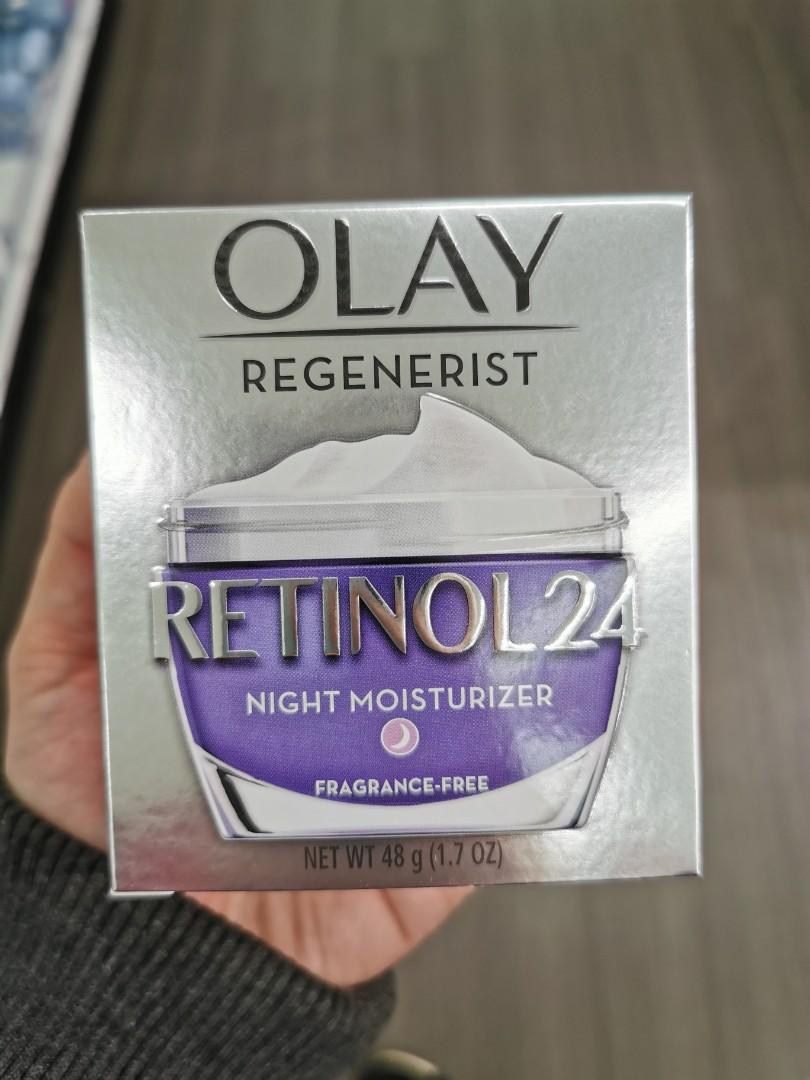 OLAY
REGENERIST
RETINOL24
NIGHT MOISTURIZER
FRAGRANCE-FREE
NET WT 48 g (1.7 OZ)